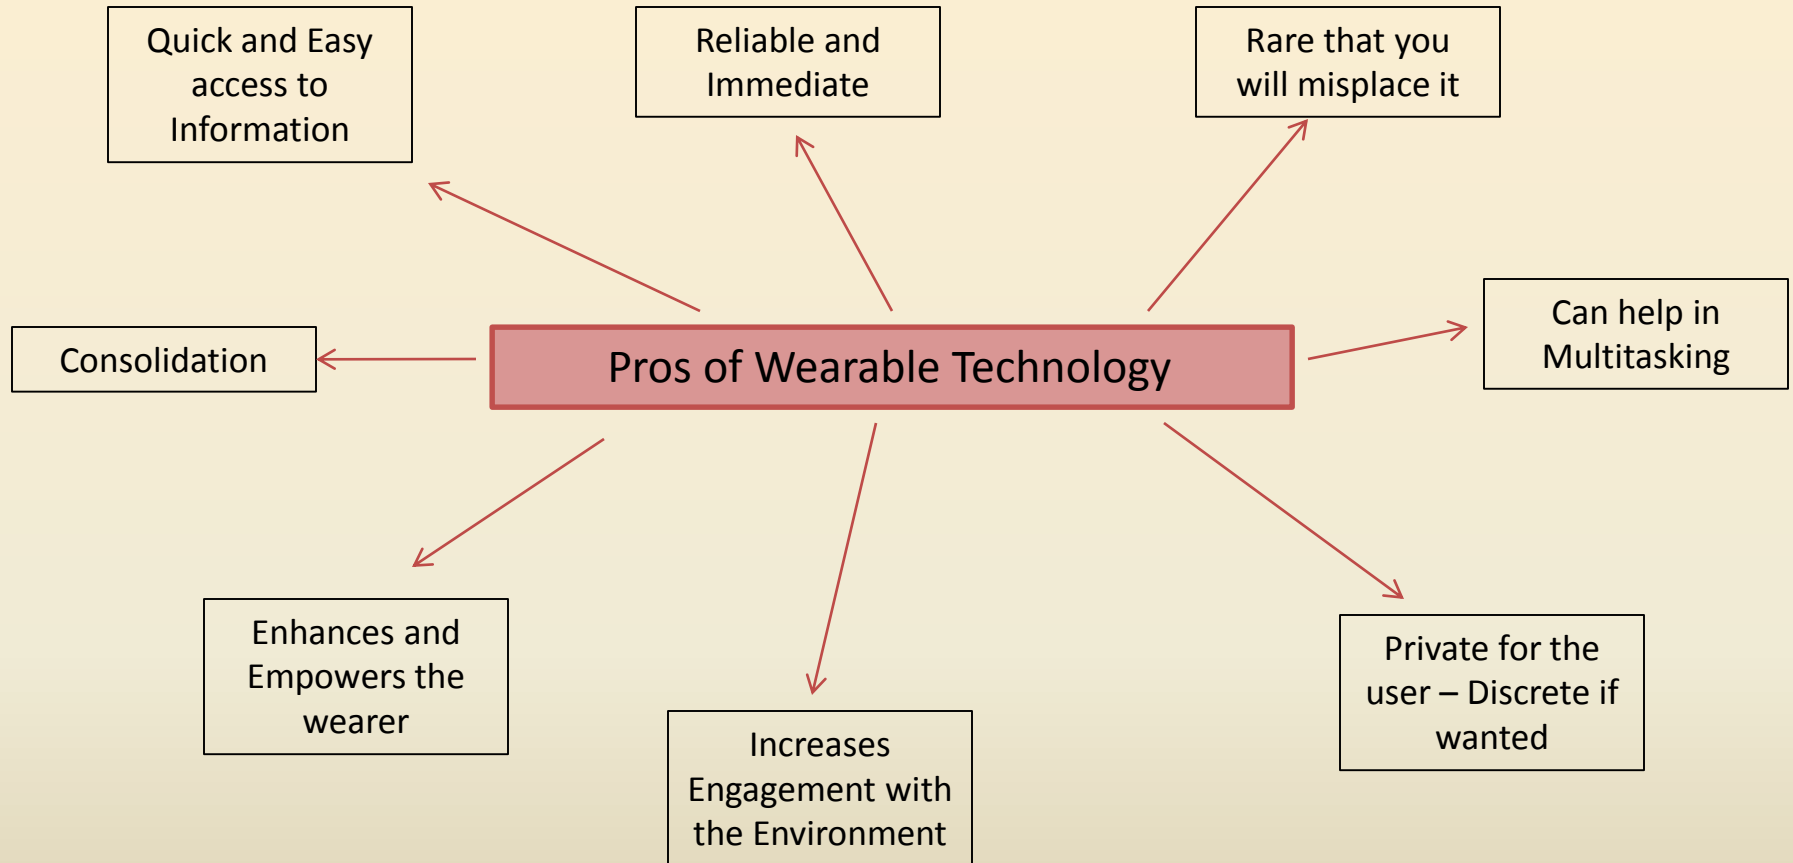 Quick and Easy
access to
Information
Reliable and
Immediate
Rare that you
will misplace it
Consolidation
Pros of Wearable Technology
Can help in
Multitasking
Enhances and
Empowers the
wearer
Increases
Engagement with
the Environment
Private for the
user – Discrete if
wanted